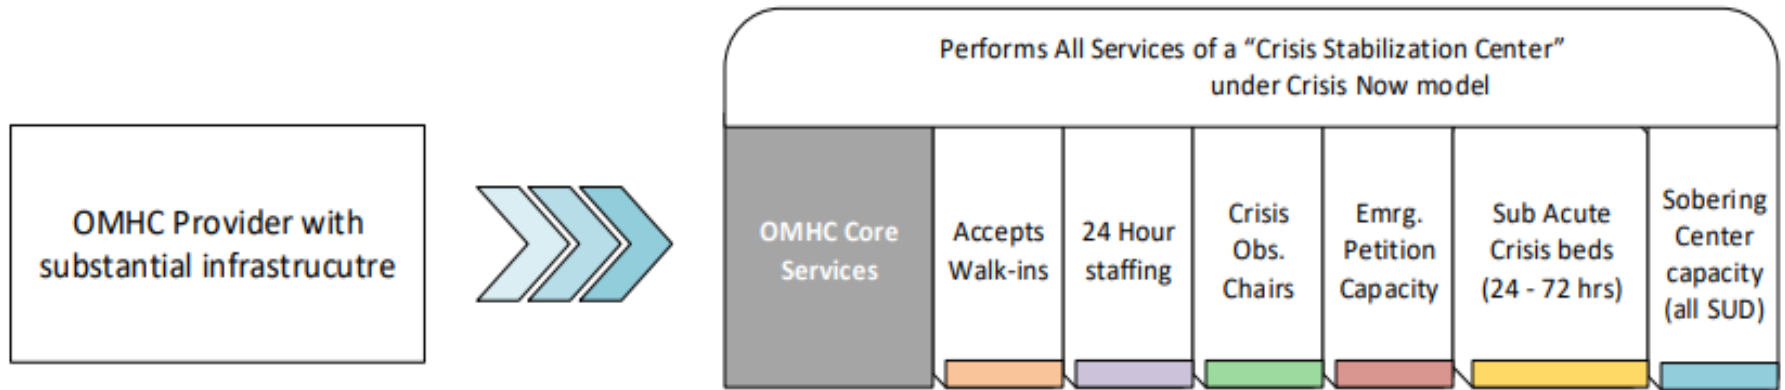 OMHC Provider with
substantial infrastrucutre
Performs All Services of a “Crisis Stabilization Center”
under Crisis Now model
OMHC Core
Services
Accepts
Walk-ins
24 Hour
staffing
Crisis
Obs.
Chairs
Emrg.
Petition
Capacity
Sub Acute
Crisis beds
(24 - 72 hrs)
Sobering
Center
capacity
(all SUD)